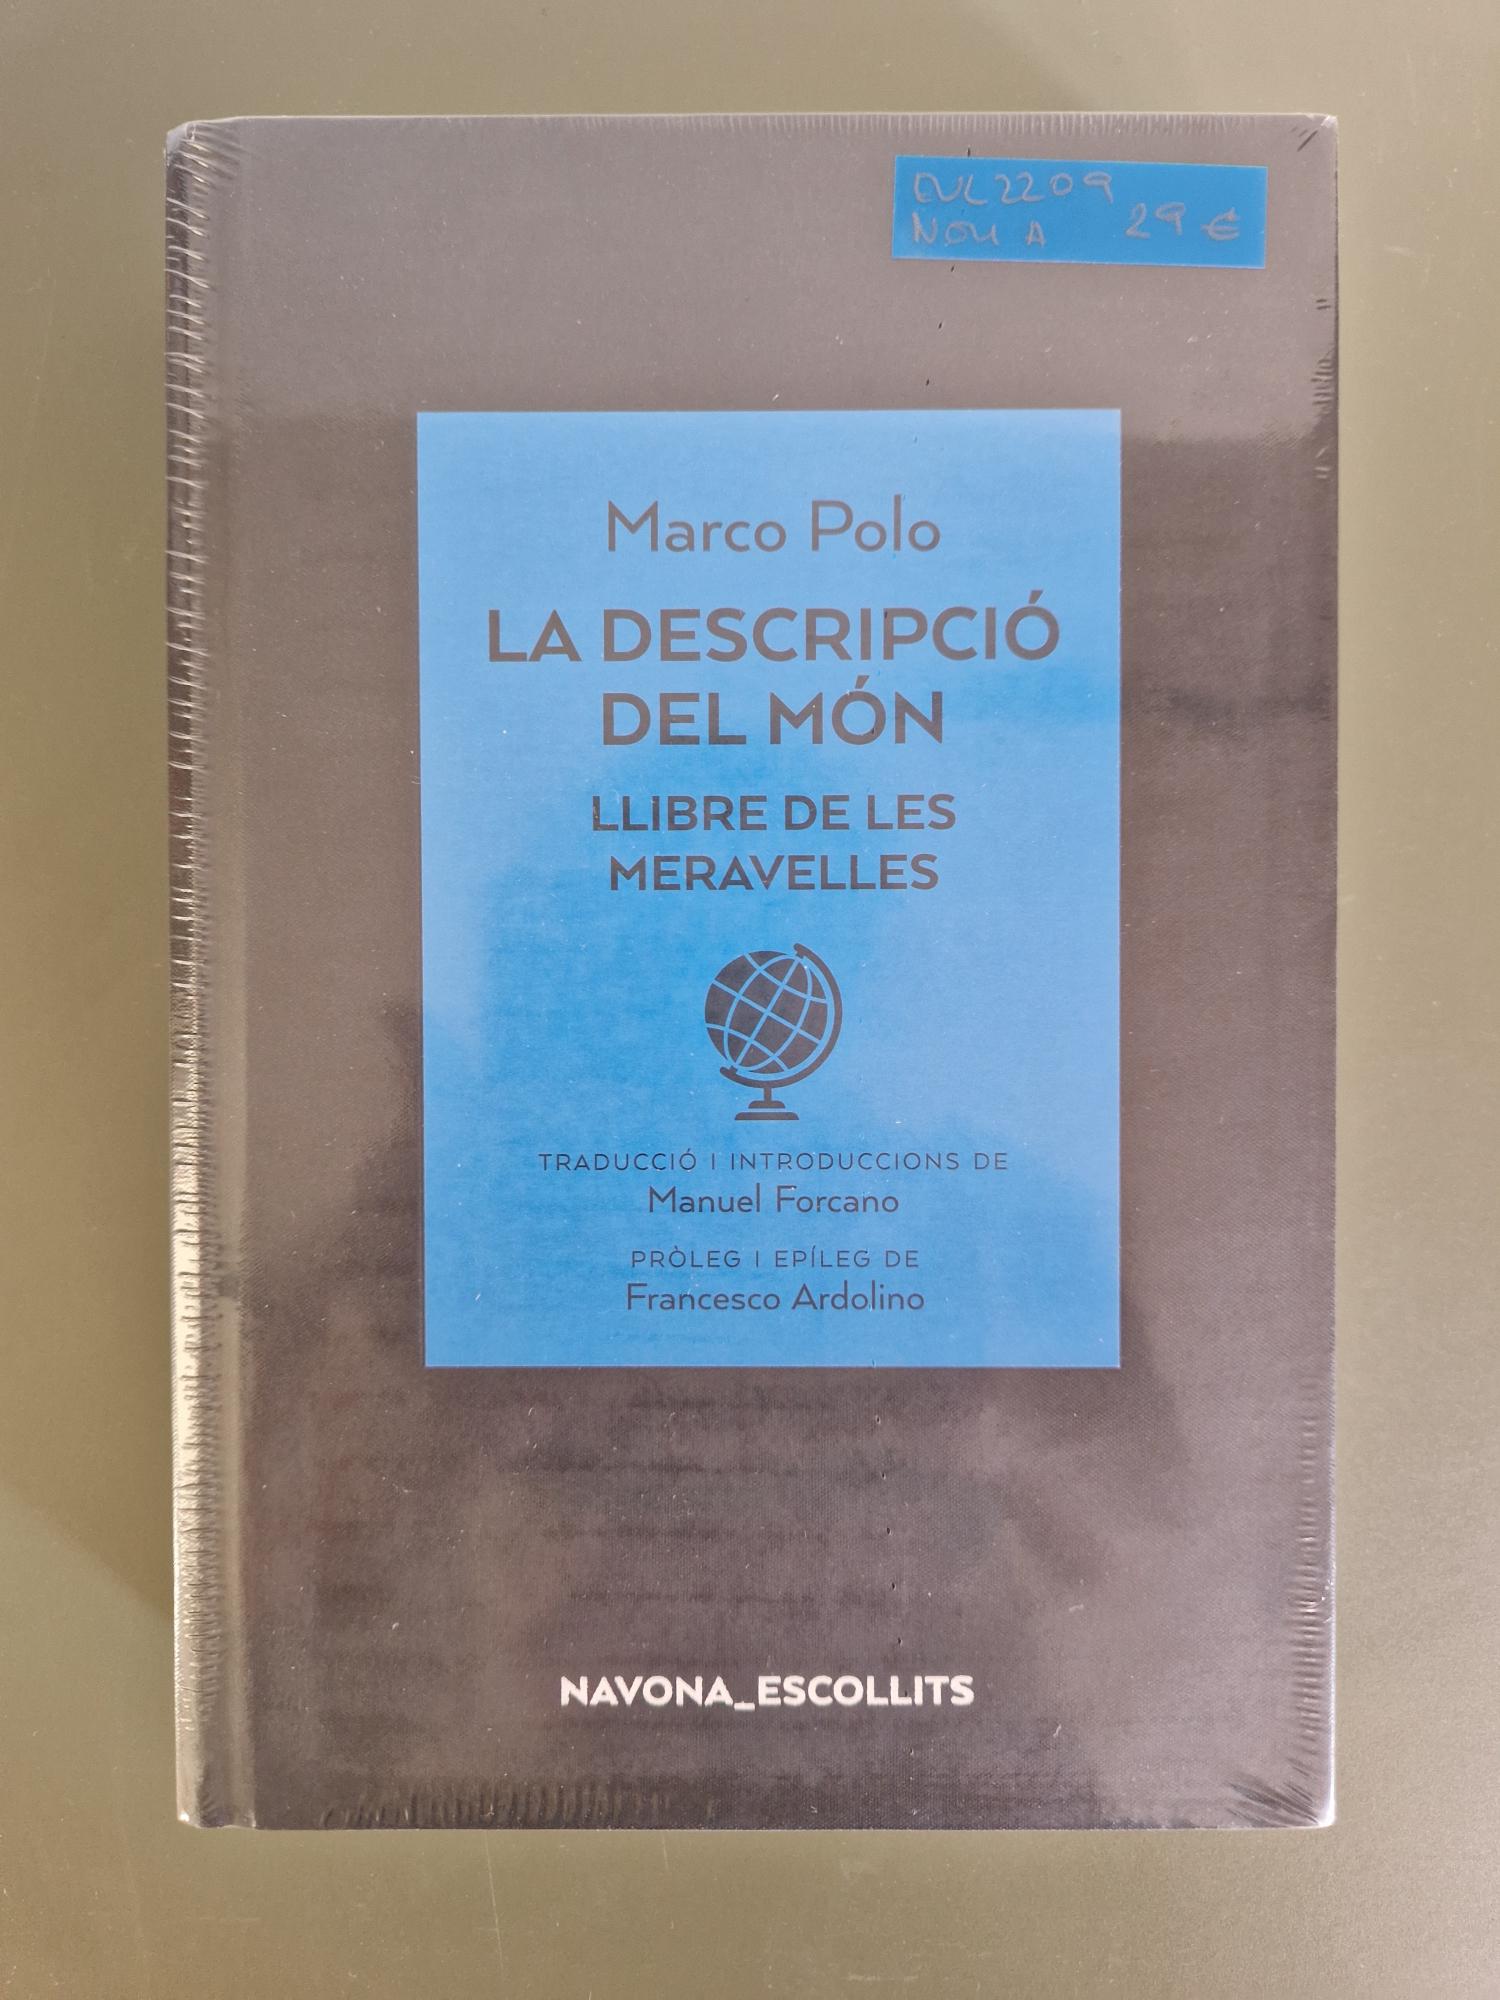 NOU A 29 €
Marco Polo
LA DESCRIPCIÓ
DEL MÓN
LLIBRE DE LES
MERAVELLES
TRADUCCIÓ I INTRODUCCIONS DE
Manuel Forcano
PRÒLEG I EPÍLEG DE
Francesco Ardolino
NAVONA_ESCOLLITS